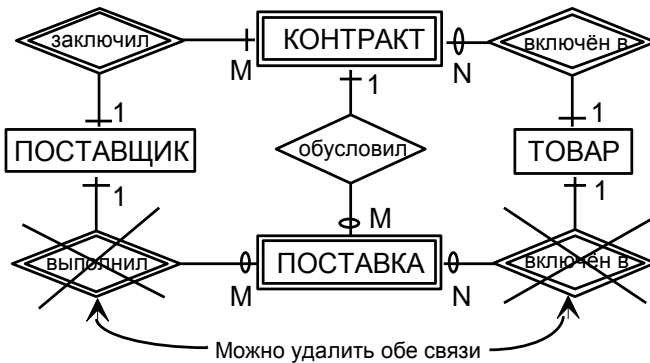 заключил
КОНТРАКТ
включён в
M
N
1
1
1
ПОСТАВЩИК
обусловил
ТОВАР
1
1
M
выполнил
ПОСТАВКА
включён в
M
N
Можно удалить обе связи